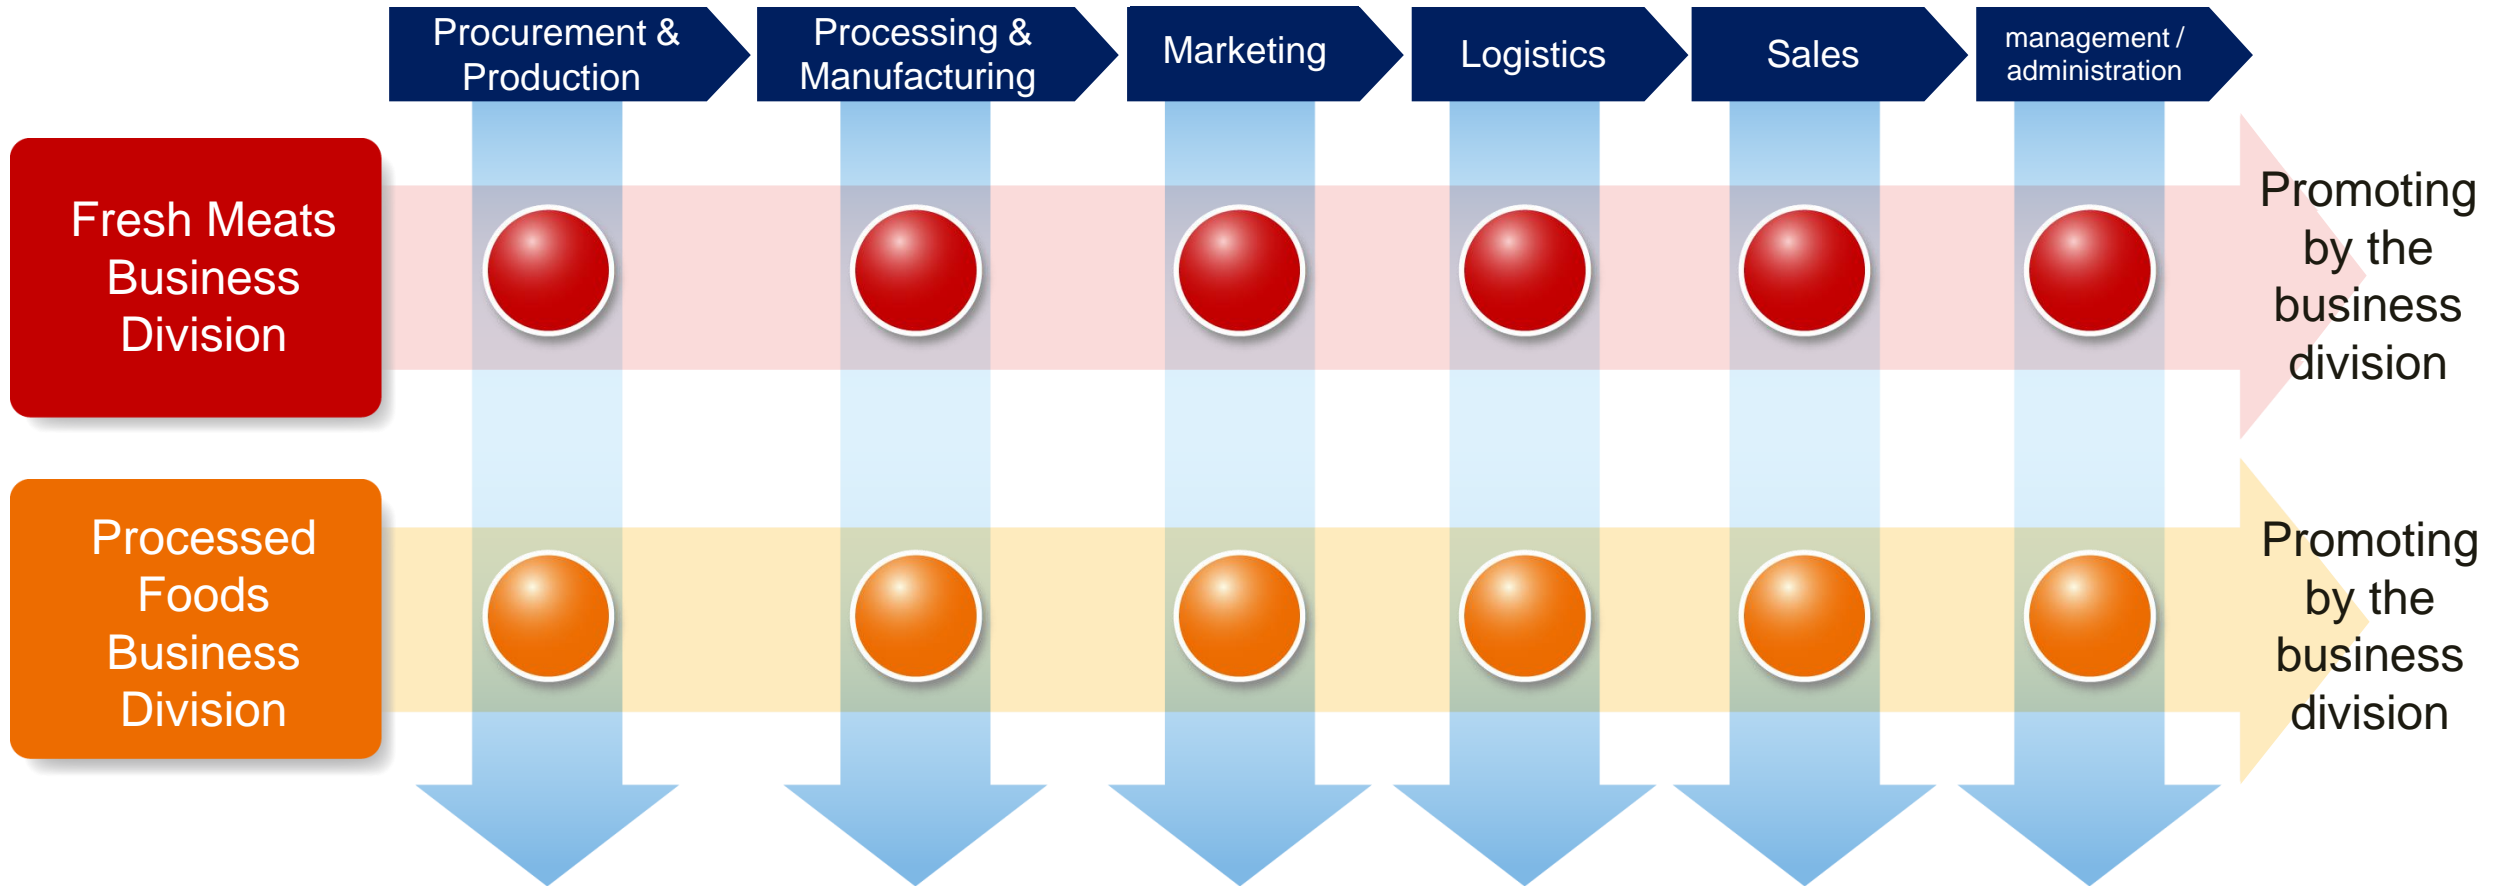 Procurement &
Production
Processing &
Manufacturing
Marketing
Logistics
Sales
management /
administration
Fresh Meats
Business
Division
Promoting
by the
business
division
Processed
Foods
Business
Division
Promoting
by the
business
division